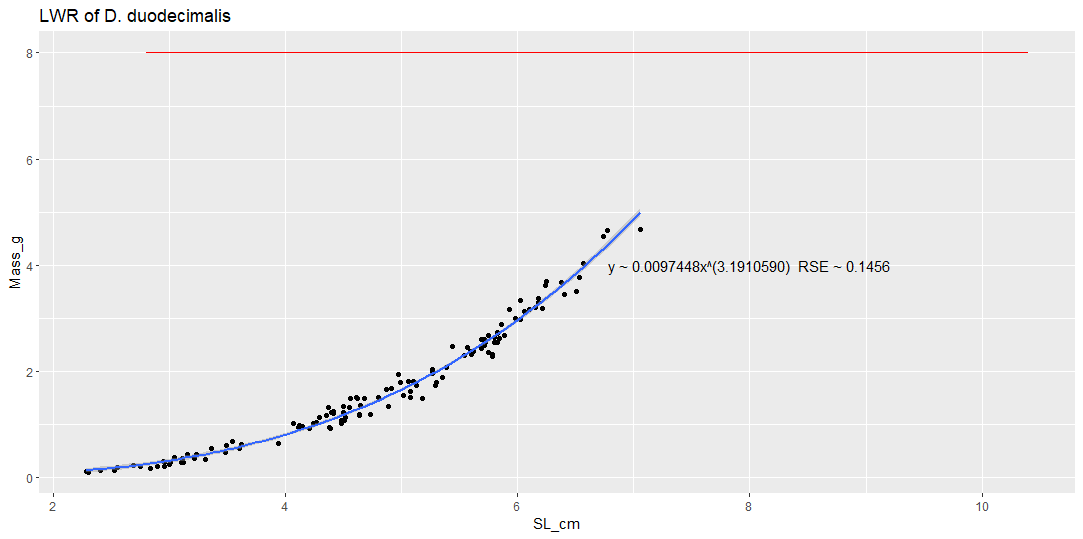 LWR of D. duodecimalis
8
6
4
2
0
Mass_g
y ~ 0.0097448x^(3.1910590)  RSE ~ 0.1456
2 4 6 8 10
SL_cm